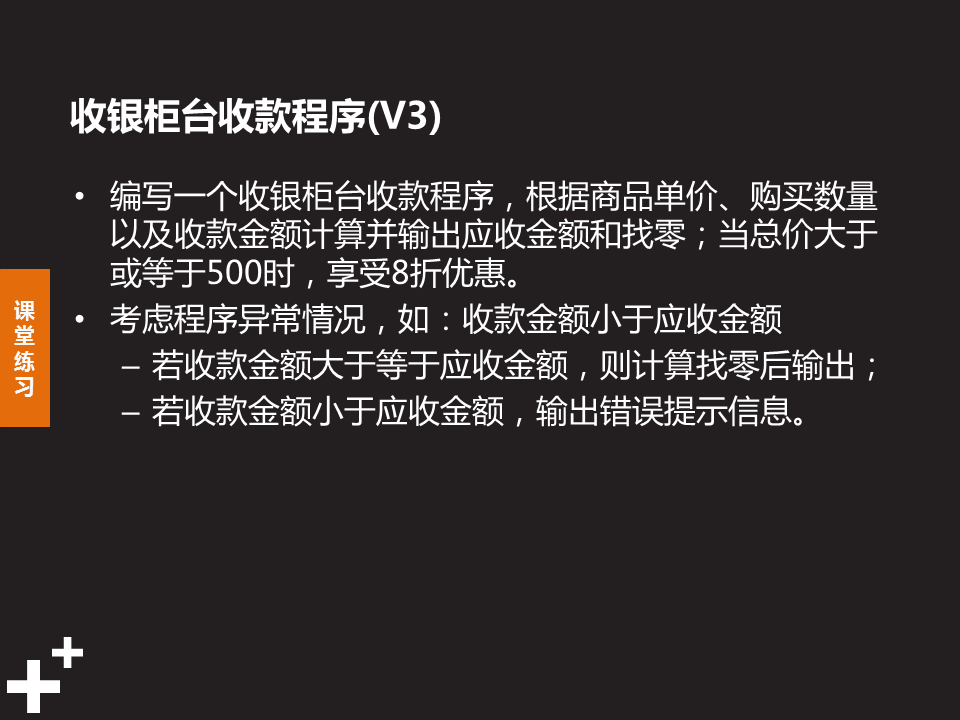 收银柜台收款程序(V3)
• 编写一个收银柜台收款程序，根据商品单价、购买数量
以及收款金额计算并输出应收金额和找零；当总价大于
或等于500时，享受8折优惠。
• 考虑程序异常情况，如：收款金额小于应收金额
– 若收款金额大于等于应收金额，则计算找零后输出；
– 若收款金额小于应收金额，输出错误提示信息。
课
堂
练
习